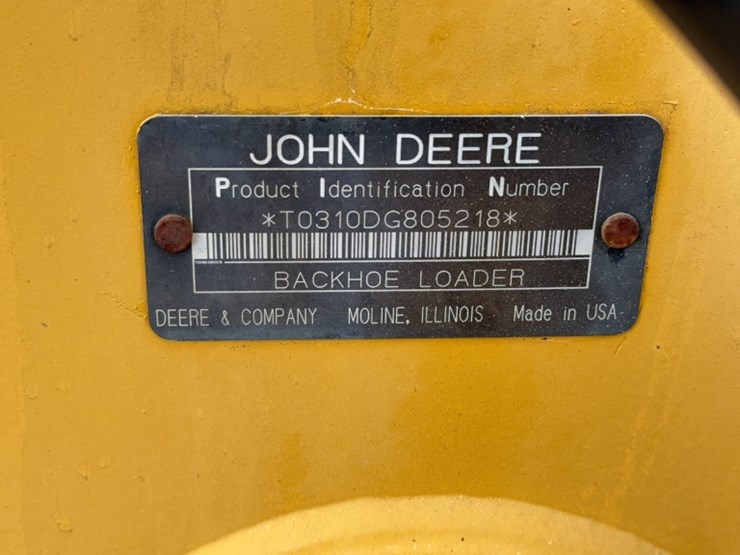 JOHN DEERE
Product Identification Number
*T0310DG805218*
BACKHOE LOADER
DEERE & COMPANY MOLINE, ILLINOIS Made in USA